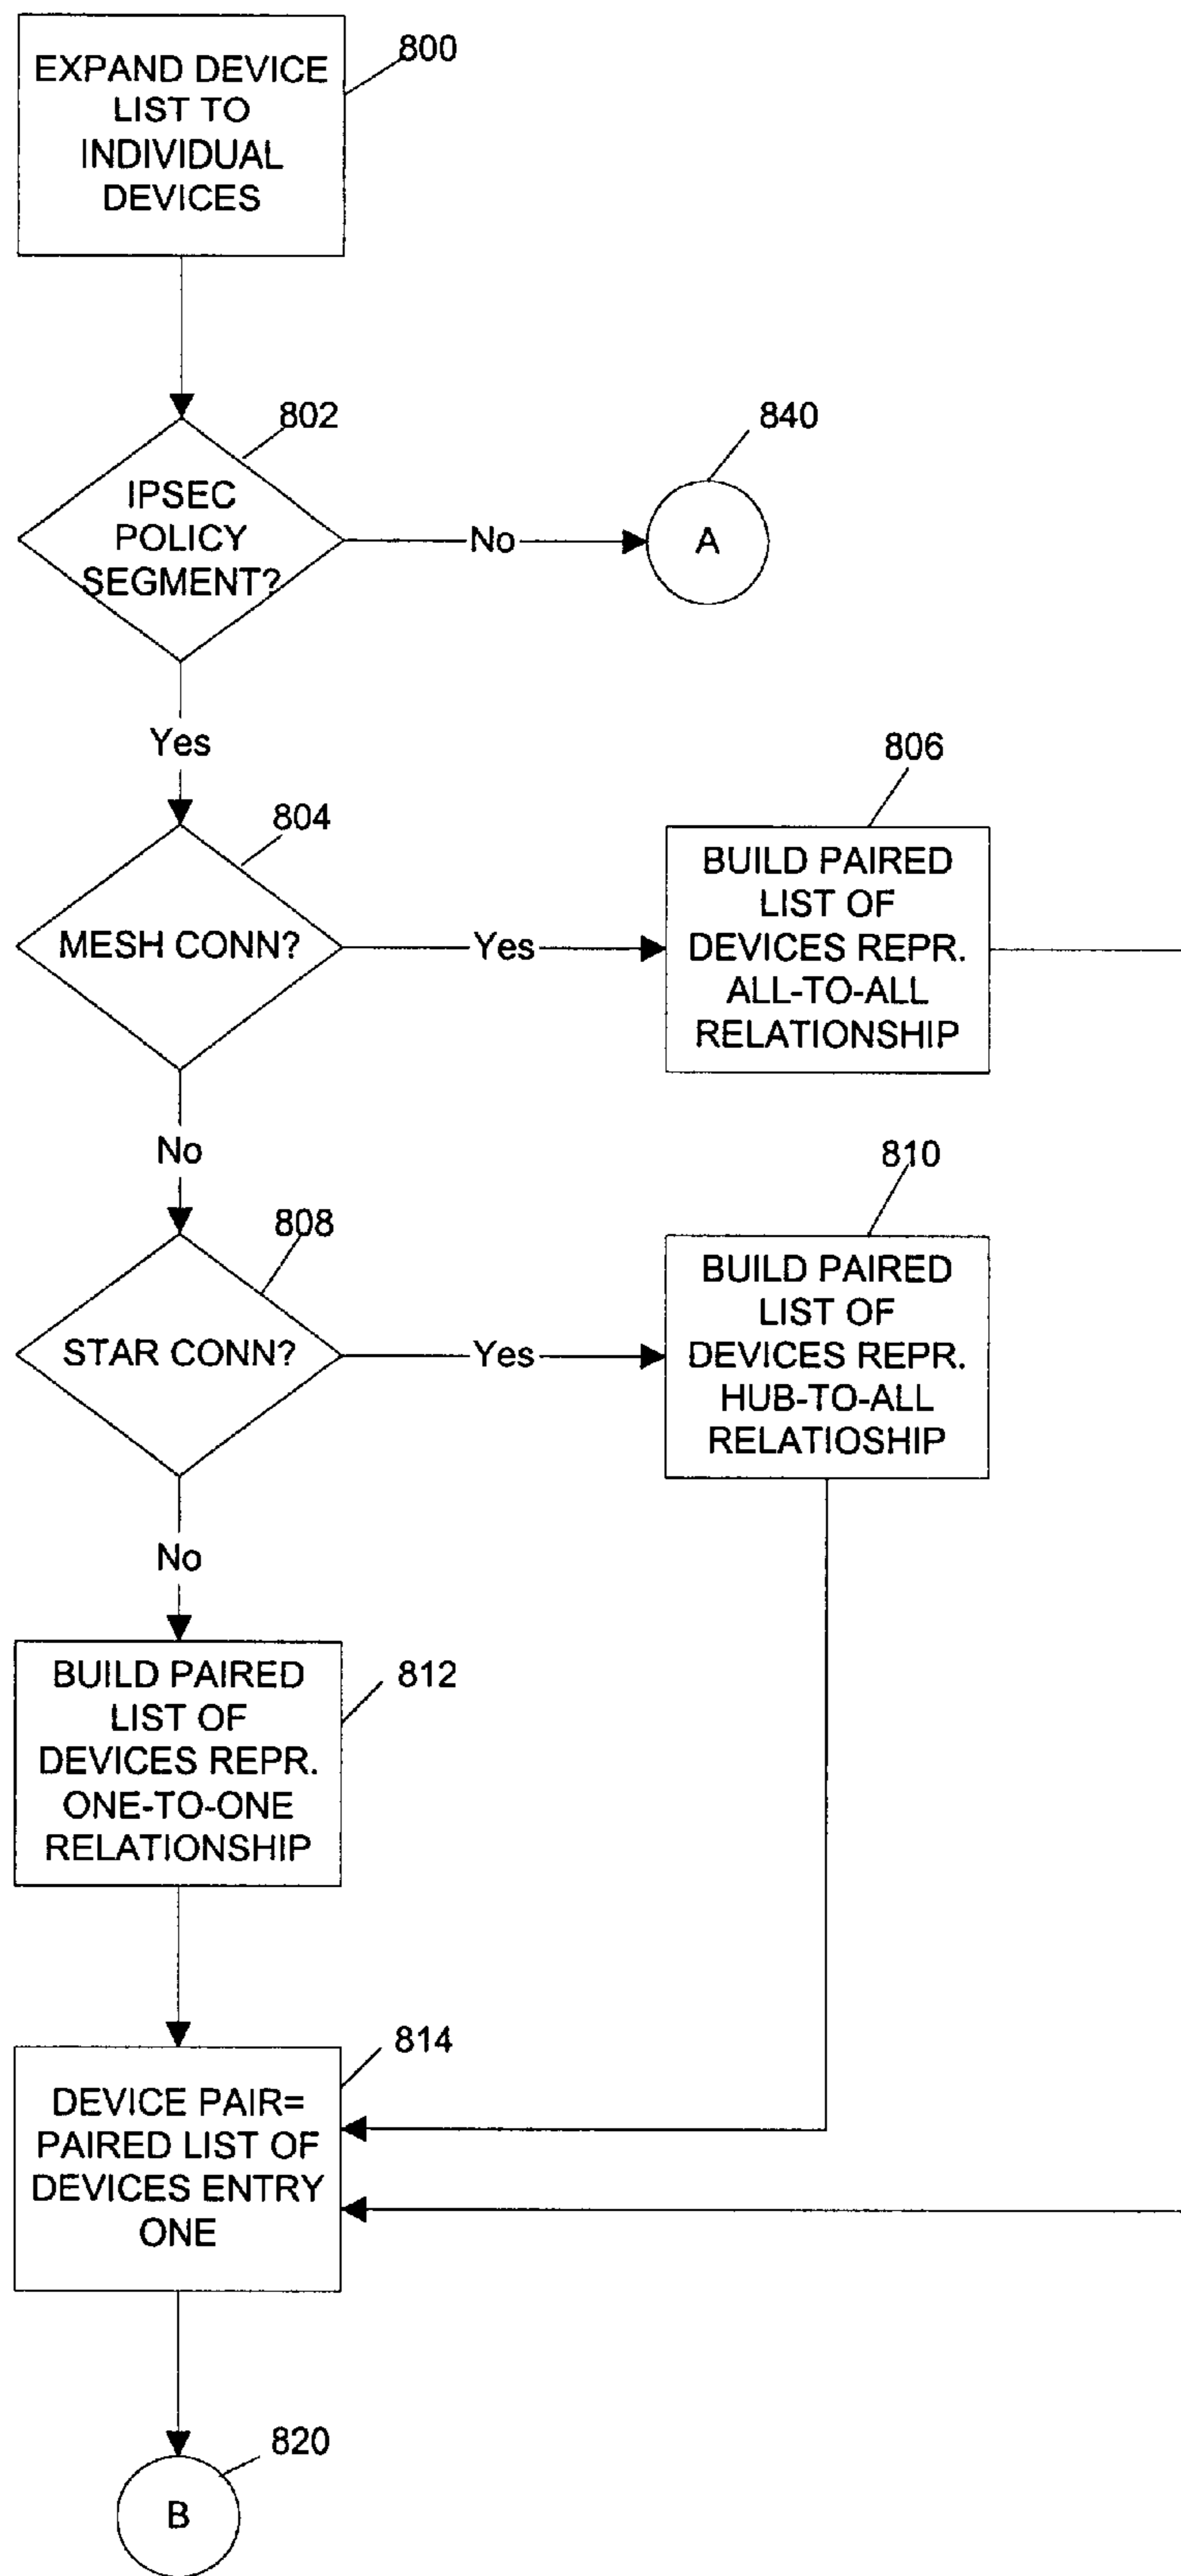 800
EXPAND DEVICE
LIST TO
INDIVIDUAL
DEVICES
802
IPSEC
POLICY
SEGMENT?
No
840
A
Yes
804
MESH CONN?
Yes
806
BUILD PAIRED
LIST OF
DEVICES REPR.
ALL-TO-ALL
RELATIONSHIP
No
808
STAR CONN?
Yes
810
BUILD PAIRED
LIST OF
DEVICES REPR.
HUB-TO-ALL
RELATIOSHIP
No
812
BUILD PAIRED
LIST OF
DEVICES REPR.
ONE-TO-ONE
RELATIONSHIP
814
DEVICE PAIR=
PAIRED LIST OF
DEVICES ENTRY
ONE
820
B